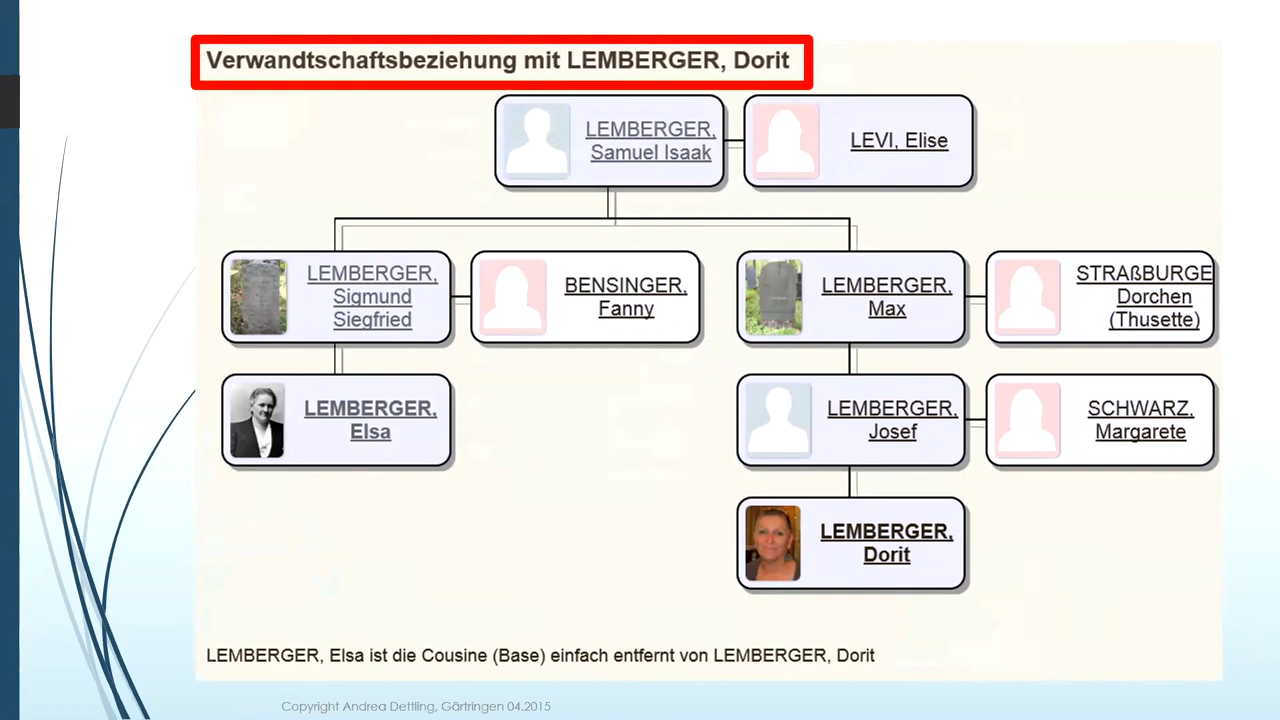 Verwandtschaftsbeziehung mit LEMBERGER, Dorit
LEMBERGER,
Samuel Isaak
LEVI, Elise
LEMBERGER,
Sigmund
Siegfried
BENSINGER,
Fanny
LEMBERGER,
Max
STRAßBURGE
Dorchen
(Thusette)
LEMBERGER,
Elsa
LEMBERGER,
Josef
SCHWARZ,
Margarete
LEMBERGER,
Dorit
LEMBERGER, Elsa ist die Cousine (Base) einfach entfernt von LEMBERGER, Dorit
Copyright Andrea Dettling, Gärtringen 04.2015